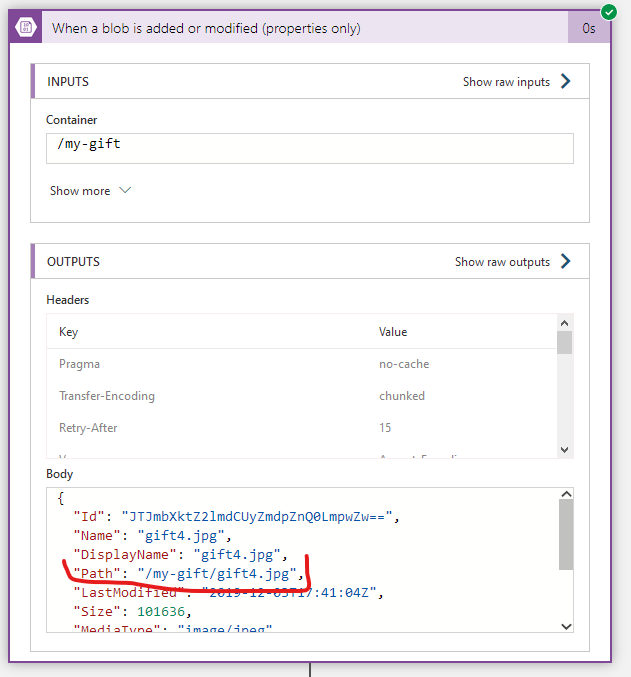 When a blob is added or modified (properties only)
0s
INPUTS
Show raw inputs
Container
/my-gift
Show more
OUTPUTS
Show raw outputs
Headers
Key Value
Pragma no-cache
Transfer-Encoding chunked
Retry-After 15
Body
{
"Id": "JTJmbXktZ2lmdCUyZmdpZnQ0LmpwZw==",
"Name": "gift4.jpg",
"DisplayName": "gift4.jpg",
"Path": "/my-gift/gift4.jpg",
"LastModified": "2019-12-03T17:41:04Z",
"Size": 101636,
"MediaType": "image/jpeg"